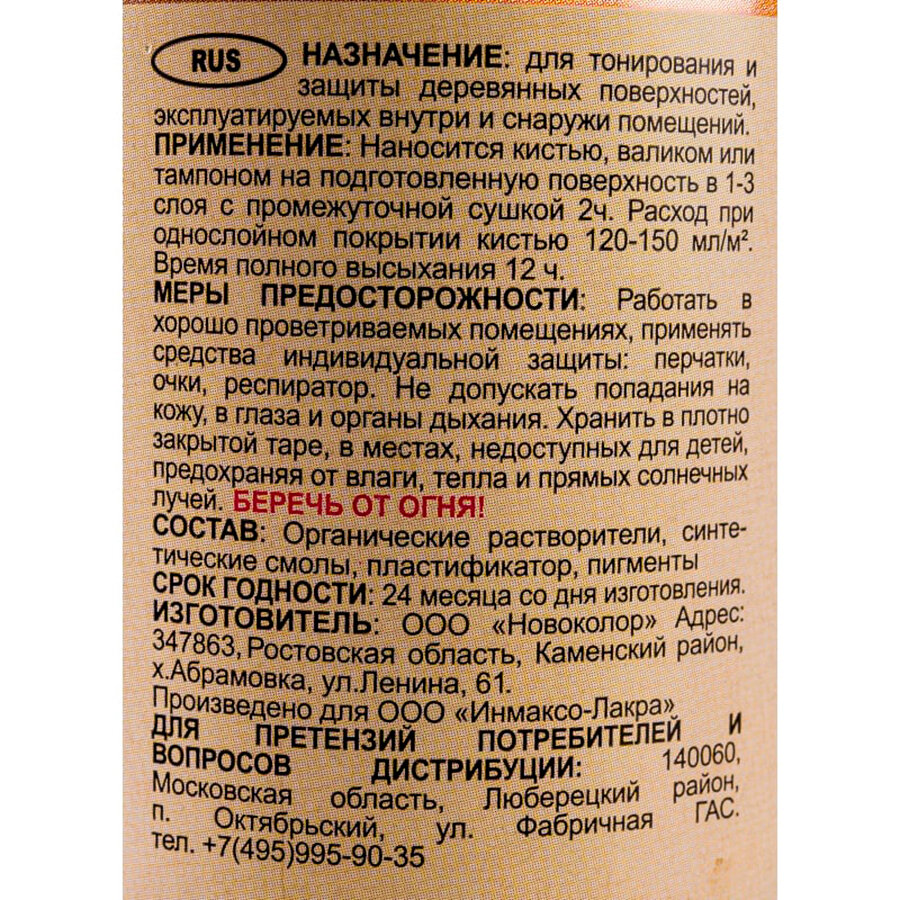 RUS НАЗНАЧЕНИЕ: для тонирования и
защиты деревянных поверхностей,
эксплуатируемых внутри и снаружи помещений.
ПРИМЕНЕНИЕ: Наносится кистью, валиком или
тампоном на подготовленную поверхность в 1-3
слоя с промежуточной сушкой 2ч. Расход при
однослойном покрытии кистью 120-150 мл/м².
Время полного высыхания 12 ч.
МЕРЫ ПРЕДОСТОРОЖНОСТИ: Работать в
хорошо проветриваемых помещениях, применять
средства индивидуальной защиты: перчатки,
очки, респиратор. Не допускать попадания на
кожу, в глаза и органы дыхания. Хранить в плотно
закрытой таре, в местах, недоступных для детей,
предохраняя от влаги, тепла и прямых солнечных
лучей. БЕРЕЧЬ ОТ ОГНЯ!
СОСТАВ: Органические растворители, синте-
тические смолы, пластификатор, пигменты
СРОК ГОДНОСТИ: 24 месяца со дня изготовления.
ИЗГОТОВИТЕЛЬ: ООО «Новоколор» Адрес:
347863, Ростовская область, Каменский район,
х.Абрамовка, ул.Ленина, 61.
Произведено для ООО «Инмаксо-Лакра»
ДЛЯ ПРЕТЕНЗИЙ ПОТРЕБИТЕЛЕЙ И
ВОПРОСОВ ДИСТРИБУЦИИ: 140060,
Московская область, Люберецкий район,
п. Октябрьский, ул. Фабричная ГАС.
тел. +7(495)995-90-35